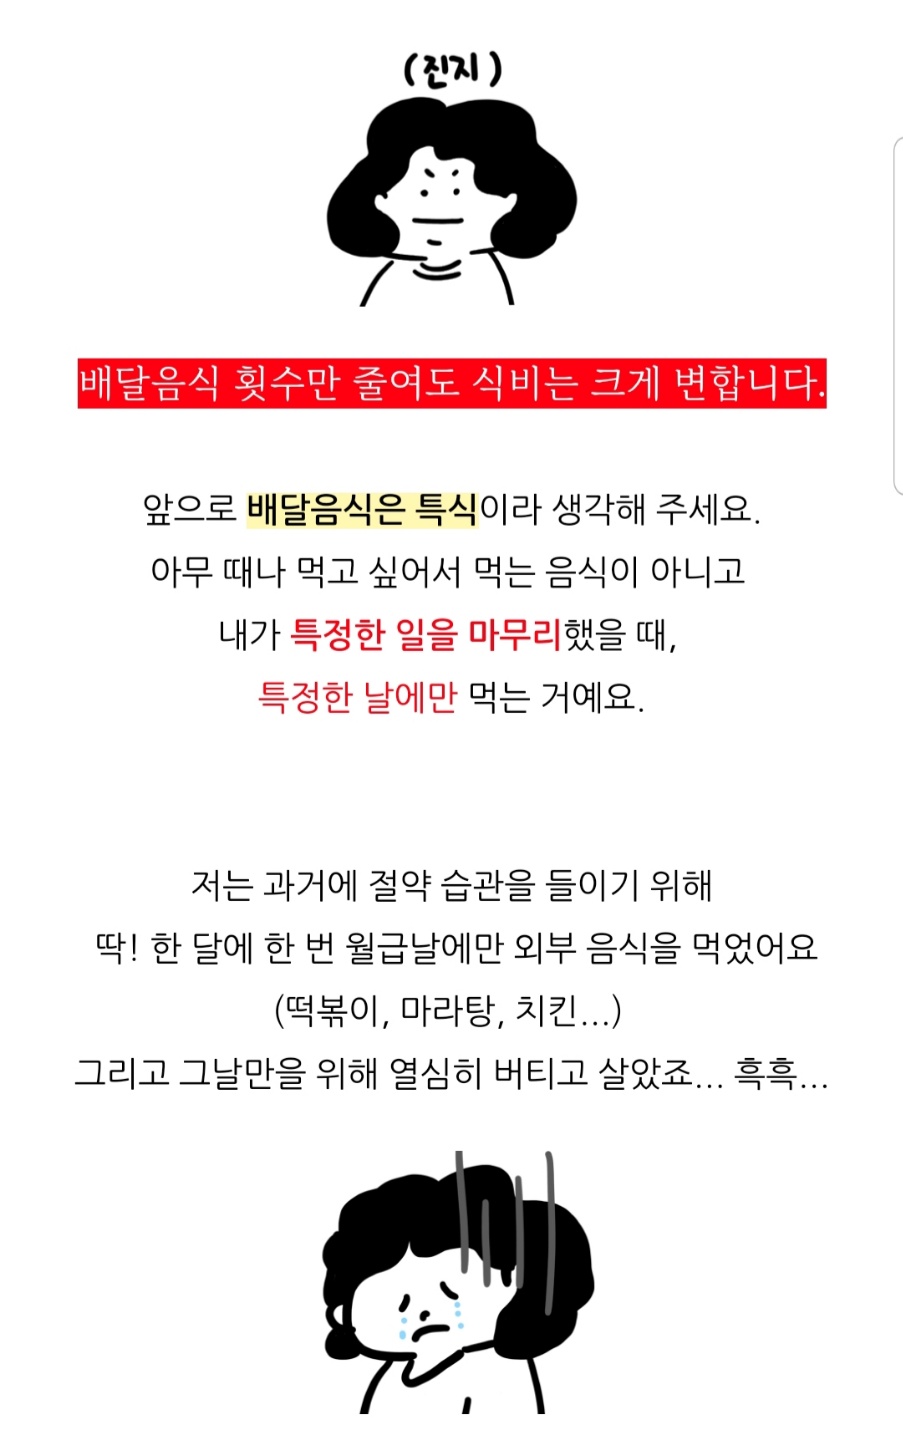 (진지)
배달음식 횟수만 줄여도 식비는 크게 변합니다.
앞으로 배달음식은 특식이라 생각해 주세요.
아무 때나 먹고 싶어서 먹는 음식이 아니고
내가 특정한 일을 마무리했을 때,
특정한 날에만 먹는 거예요.
저는 과거에 절약 습관을 들이기 위해
딱! 한 달에 한 번 월급날에만 외부 음식을 먹었어요
(떡볶이, 마라탕, 치킨...)
그리고 그날만을 위해 열심히 버티고 살았죠... 흑흑...